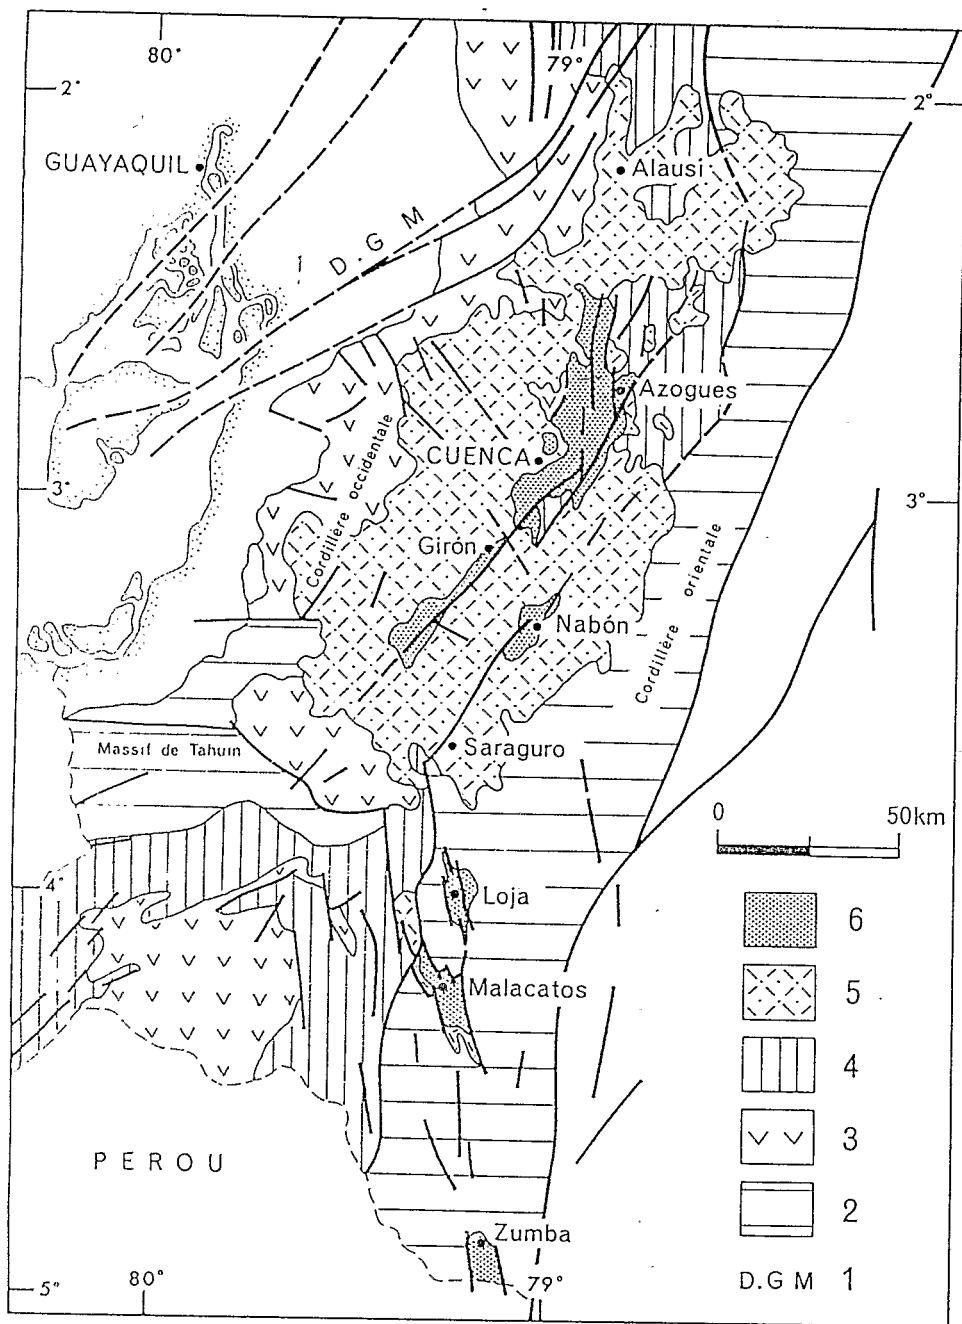 80°
79°
2°
2°
GUAYAQUIL
Alausí
D. G M
Azogues
CUENCA
Cordillère occidentale
3°
3°
Girón
Cordillère orientale
Nabón
Massif de Tahuin
Saraguro
0 50km
4°
Loja
6
Malacatos
5
4
3
PEROU
2
Zumba
5°
80°
79°
D.G M 1